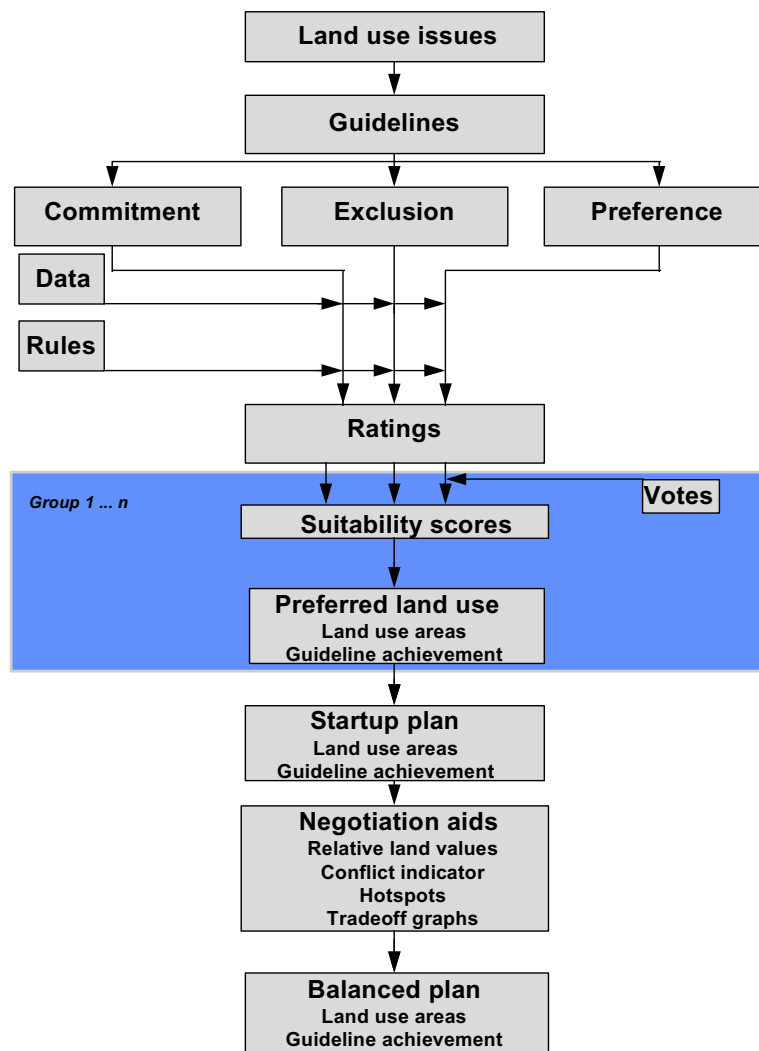 Land use issues
Guidelines
Commitment
Exclusion
Preference
Data
Rules
Ratings
Group 1 ... n
Votes
Suitability scores
Preferred land use
Land use areas
Guideline achievement
Startup plan
Land use areas
Guideline achievement
Negotiation aids
Relative land values
Conflict indicator
Hotspots
Tradeoff graphs
Balanced plan
Land use areas
Guideline achievement